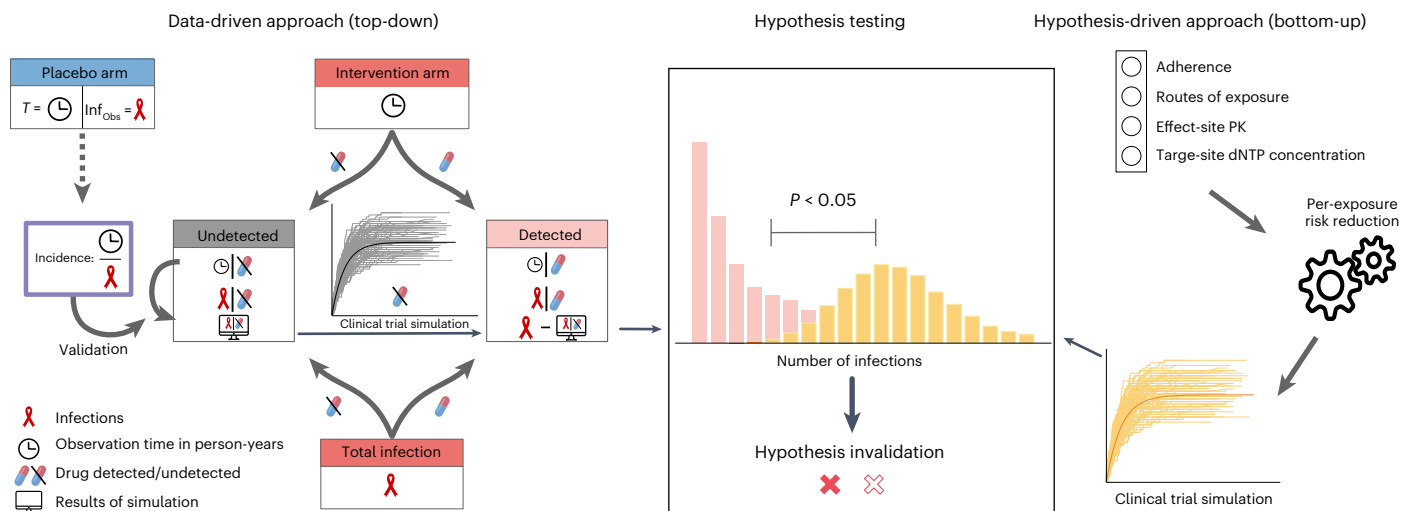 Data-driven approach (top-down)
Hypothesis testing
Hypothesis-driven approach (bottom-up)
Placebo arm
T =
Inf_Obs =
Intervention arm
Incidence:
Validation
Undetected
Clinical trial simulation
Detected
Total infection
Infections
Observation time in person-years
Drug detected/undetected
Results of simulation
P < 0.05
Number of infections
Hypothesis invalidation
Adherence
Routes of exposure
Effect-site PK
Targe-site dNTP concentration
Per-exposure
risk reduction
Clinical trial simulation